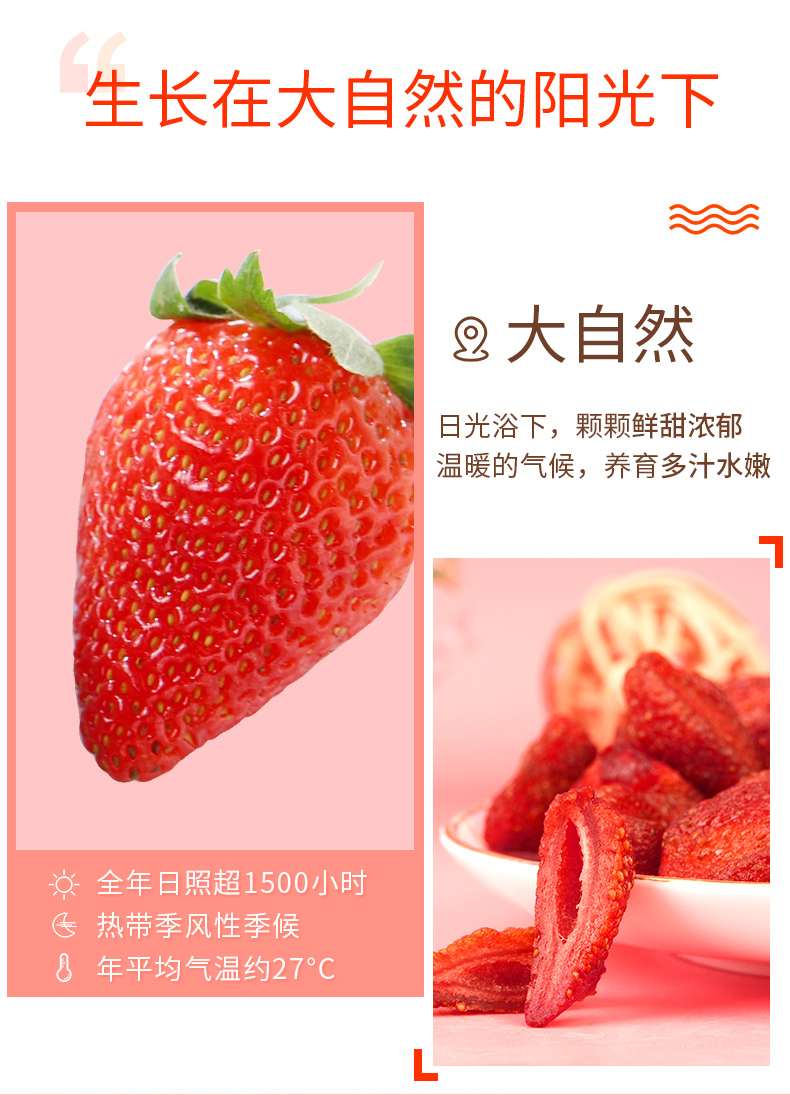 生长在大自然的阳光下
大自然
日光浴下，颗颗鲜甜浓郁
温暖的气候，养育多汁水嫩
全年日照超1500小时
热带季风性季候
年平均气温约27°C